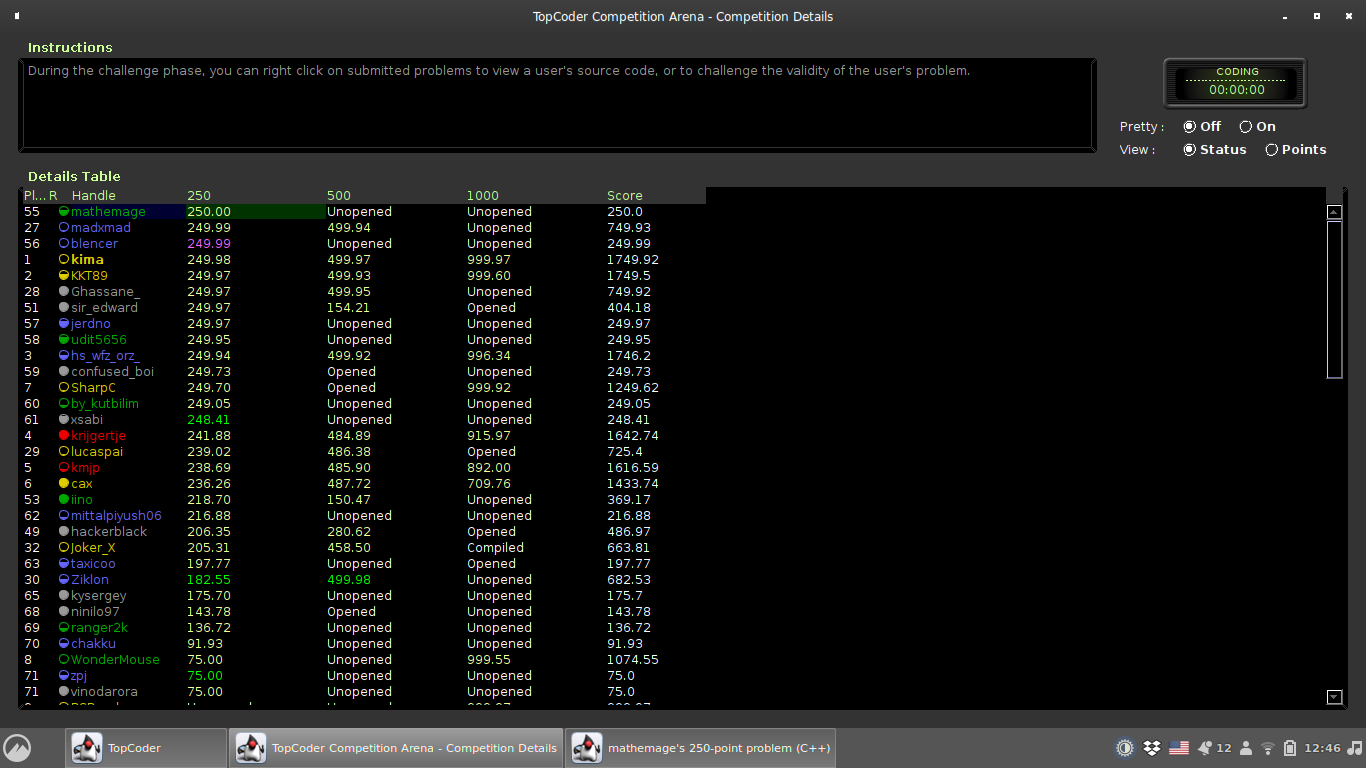 TopCoder Competition Arena - Competition Details
Instructions
During the challenge phase, you can right click on submitted problems to view a user's source code, or to challenge the validity of the user's problem.
CODING
00:00:00
Pretty : Off On
View : Status Points
Details Table
Pl... R Handle 250 500 1000 Score
55 mathemage 250.00 Unopened Unopened 250.0
27 madxmad 249.99 499.94 Unopened 749.93
56 blencer 249.99 Unopened Unopened 249.99
1 kima 249.98 499.97 999.97 1749.92
2 KKT89 249.97 499.93 999.60 1749.5
28 Ghassane_ 249.97 499.95 Unopened 749.92
51 sir_edward 249.97 154.21 Opened 404.18
57 jerdno 249.97 Unopened Unopened 249.97
58 udit5656 249.95 Unopened Unopened 249.95
3 hs_wfz_orz_ 249.94 499.92 996.34 1746.2
59 confused_boi 249.73 Opened Unopened 249.73
7 SharpC 249.70 Opened 999.92 1249.62
60 by_kutbilim 249.05 Unopened Unopened 249.05
61 xsabi 248.41 Unopened Unopened 248.41
4 krijgertje 241.88 484.89 915.97 1642.74
29 lucaspai 239.02 486.38 Opened 725.4
5 kmjp 238.69 485.90 892.00 1616.59
6 cax 236.26 487.72 709.76 1433.74
53 iino 218.70 150.47 Unopened 369.17
62 mittalpiyush06 216.88 Unopened Unopened 216.88
49 hackerblack 206.35 280.62 Opened 486.97
32 Joker_X 205.31 458.50 Compiled 663.81
63 taxicoo 197.77 Unopened Opened 197.77
30 Ziklon 182.55 499.98 Unopened 682.53
65 kysergey 175.70 Unopened Unopened 175.7
68 ninilo97 143.78 Opened Unopened 143.78
69 ranger2k 136.72 Unopened Unopened 136.72
70 chakku 91.93 Unopened Unopened 91.93
8 WonderMouse 75.00 Unopened 999.55 1074.55
71 zpj 75.00 Unopened Unopened 75.0
71 vinodarora 75.00 Unopened Unopened 75.0
TopCoder
TopCoder Competition Arena - Competition Details
mathemage's 250-point problem (C++)
12
12:46